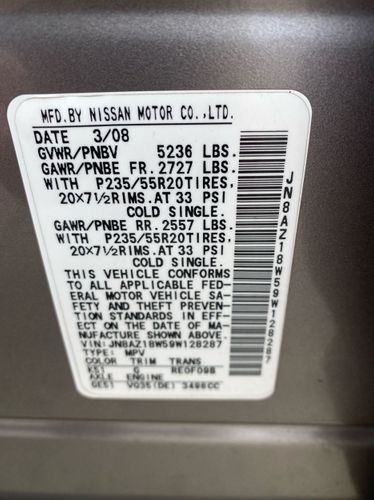 MFD.BY NISSAN MOTOR CO.,LTD.
DATE 3/08
GVWR/PNBV 5236 LBS.
GAWR/PNBE FR. 2727 LBS.
WITH P235/55R20TIRES,
20×7½RIMS.AT 33 PSI
COLD SINGLE.
GAWR/PNBE RR. 2557 LBS.
WITH P235/55R20TIRES,
20×7½RIMS.AT 33 PSI
COLD SINGLE.
THIS VEHICLE CONFORMS
TO ALL APPLICABLE FED-
ERAL MOTOR VEHICLE SA-
FETY AND THEFT PREVEN-
TION STANDARDS IN EFF-
ECT ON THE DATE OF MA-
NUFACTURE SHOWN ABOVE.
VIN:JN8AZ18W59W128287
TYPE: MPV
COLOR TRIM TRANS
K51 G RE0F09B
AXLE ENGINE
GE51 VQ35(DE) 3498CC
JN8AZ18W59W128287